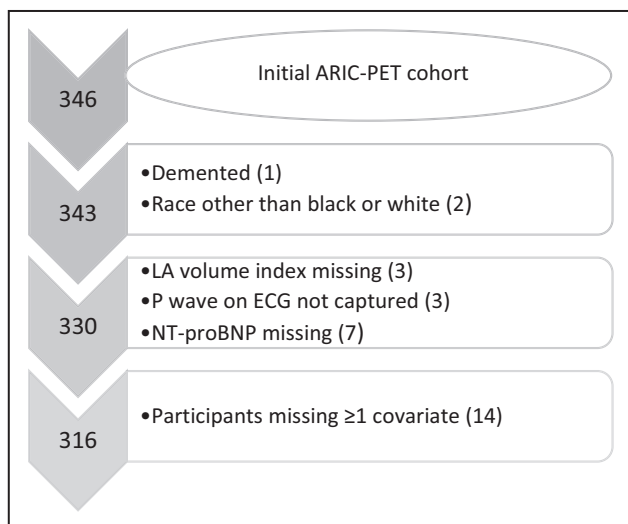 346
Initial ARIC-PET cohort
343
•Demented (1)
•Race other than black or white (2)
330
•LA volume index missing (3)
•P wave on ECG not captured (3)
•NT-proBNP missing (7)
316
•Participants missing ≥1 covariate (14)